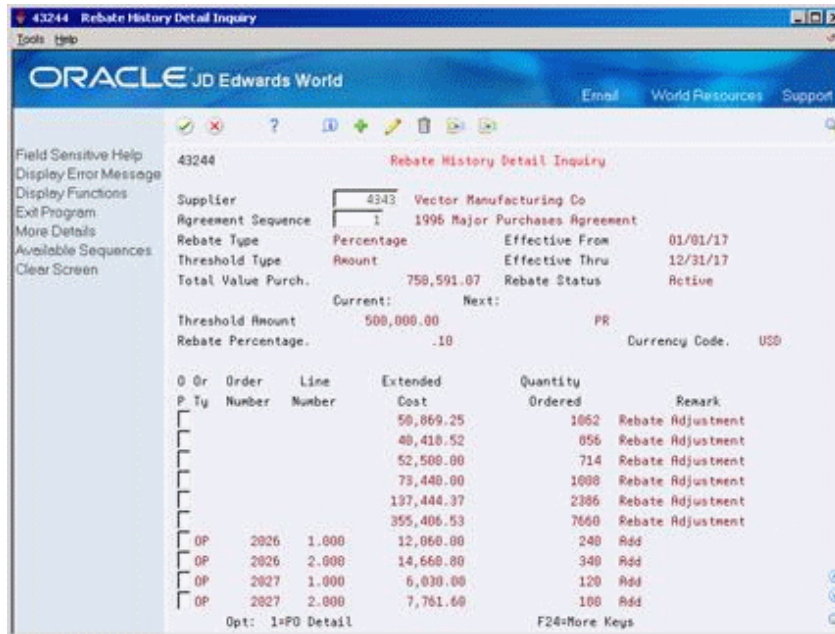 43244 Rebate History Detail Inquiry
Tools Help
ORACLE JD Edwards World
Email World Resources Support
Field Sensitive Help
Display Error Message
Display Functions
Exit Program
More Details
Available Sequences
Clear Screen
43244 Rebate History Detail Inquiry
Supplier 4343 Vector Manufacturing Co
Agreement Sequence 1 1996 Major Purchases Agreement
Rebate Type Percentage Effective From 01/01/17
Threshold Type Amount Effective Thru 12/31/17
Total Value Purch. 750,591.07 Rebate Status Active
Current: Next:
Threshold Amount 500,000.00 PR
Rebate Percentage. .10 Currency Code. USD
O Or Order Line Extended Quantity
P Ty Number Number Cost Ordered Remark
50,869.25 1062 Rebate Adjustment
40,418.52 856 Rebate Adjustment
52,500.00 714 Rebate Adjustment
73,440.00 1008 Rebate Adjustment
137,444.37 2386 Rebate Adjustment
355,406.53 7660 Rebate Adjustment
OP 2026 1.000 12,060.00 240 Add
OP 2026 2.000 14,660.80 340 Add
OP 2027 1.000 6,030.00 120 Add
OP 2027 2.000 7,761.60 180 Add
Opt: 1=PO Detail F24=More Keys